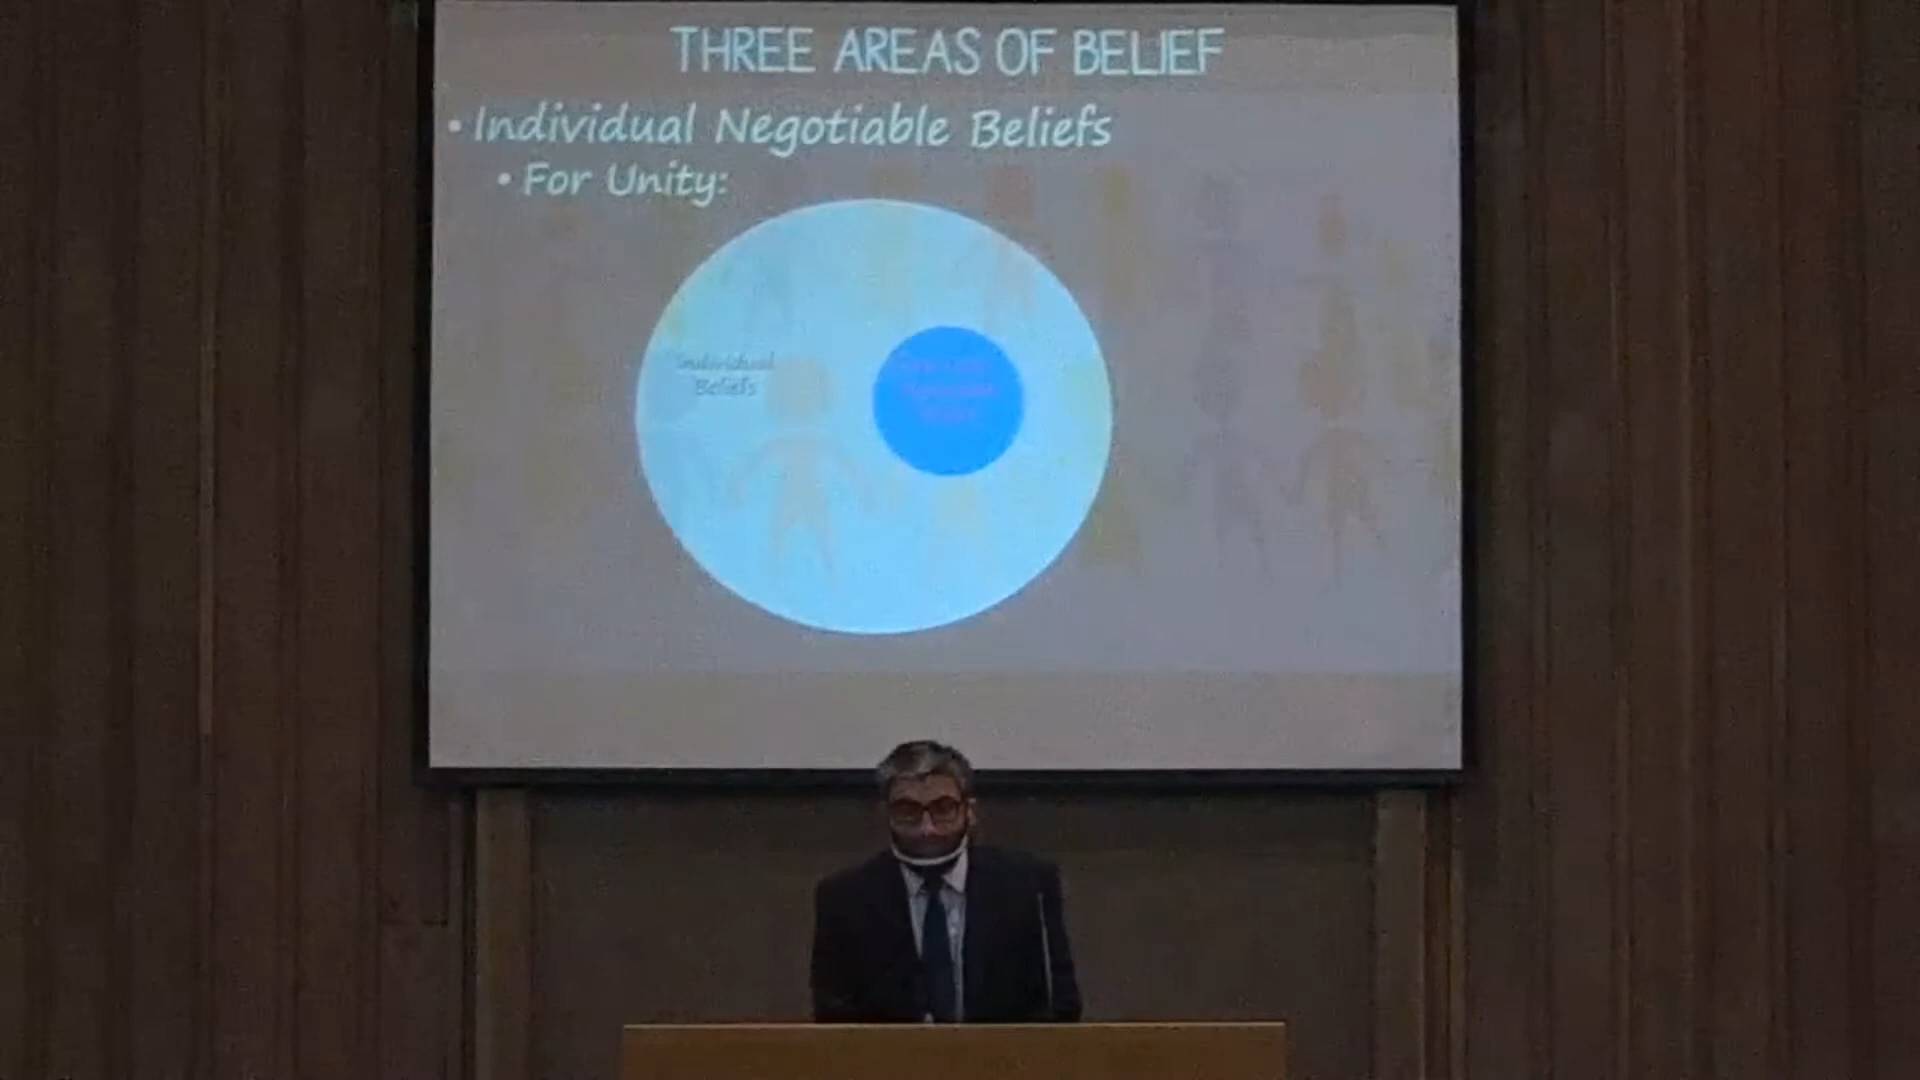 THREE AREAS OF BELIEF
• Individual Negotiable Beliefs
• For Unity:
Individual
Beliefs